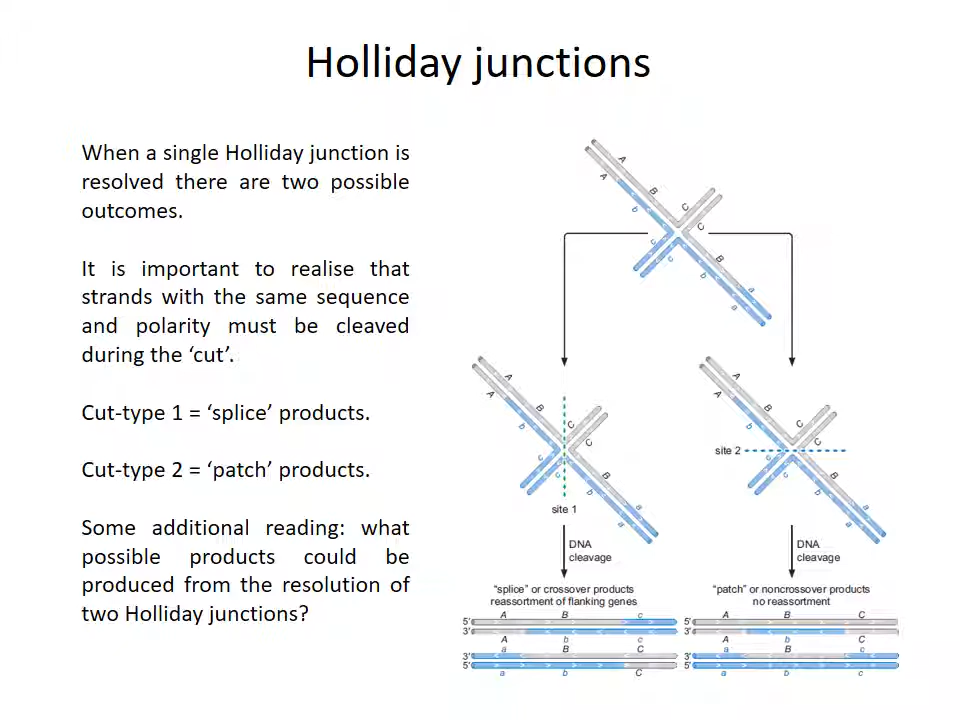 Holliday junctions
When a single Holliday junction is
resolved there are two possible
outcomes.
It is important to realise that
strands with the same sequence
and polarity must be cleaved
during the ‘cut’.
Cut-type 1 = ‘splice’ products.
Cut-type 2 = ‘patch’ products.
Some additional reading: what
possible products could be
produced from the resolution of
two Holliday junctions?
A
A
B
b
C
C
c
c
B
b
a
a
A
A
B
b
C
C
c
c
B
b
a
a
site 1
A
A
B
b
C
C
site 2
c
c
B
b
a
a
DNA
cleavage
DNA
cleavage
"splice" or crossover products
reassortment of flanking genes
A B c
5'
3'
A b c
a B C
3'
5'
a b C
"patch" or noncrossover products
no reassortment
A B C
5'
3'
A b C
a B c
3'
5'
a b c